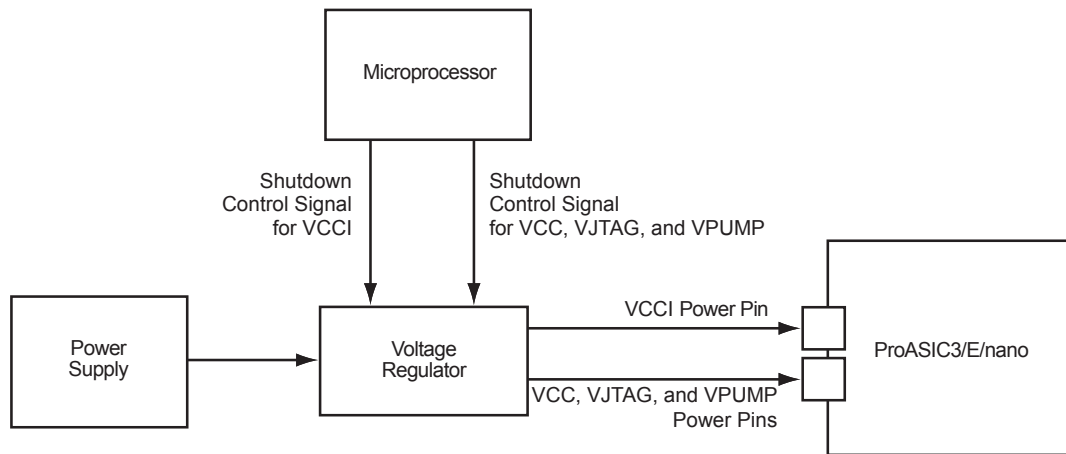 Microprocessor
Shutdown
Control Signal
for VCCI
Shutdown
Control Signal
for VCC, VJTAG, and VPUMP
Power
Supply
Voltage
Regulator
VCCI Power Pin
VCC, VJTAG, and VPUMP
Power Pins
ProASIC3/E/nano